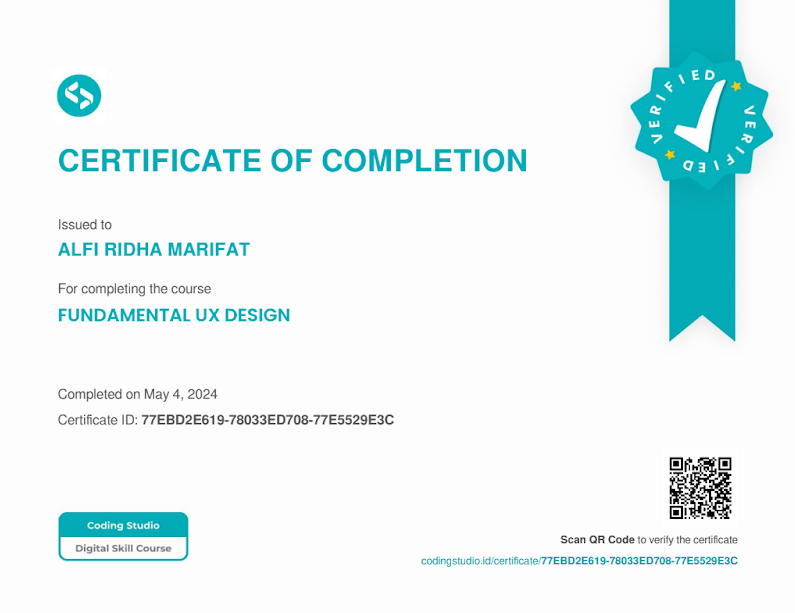 VERIFIED
VERIFIED
CERTIFICATE OF COMPLETION
Issued to
ALFI RIDHA MARIFAT
For completing the course
FUNDAMENTAL UX DESIGN
Completed on May 4, 2024
Certificate ID: 77EBD2E619-78033ED708-77E5529E3C
Coding Studio
Digital Skill Course
Scan QR Code to verify the certificate
codingstudio.id/certificate/77EBD2E619-78033ED708-77E5529E3C